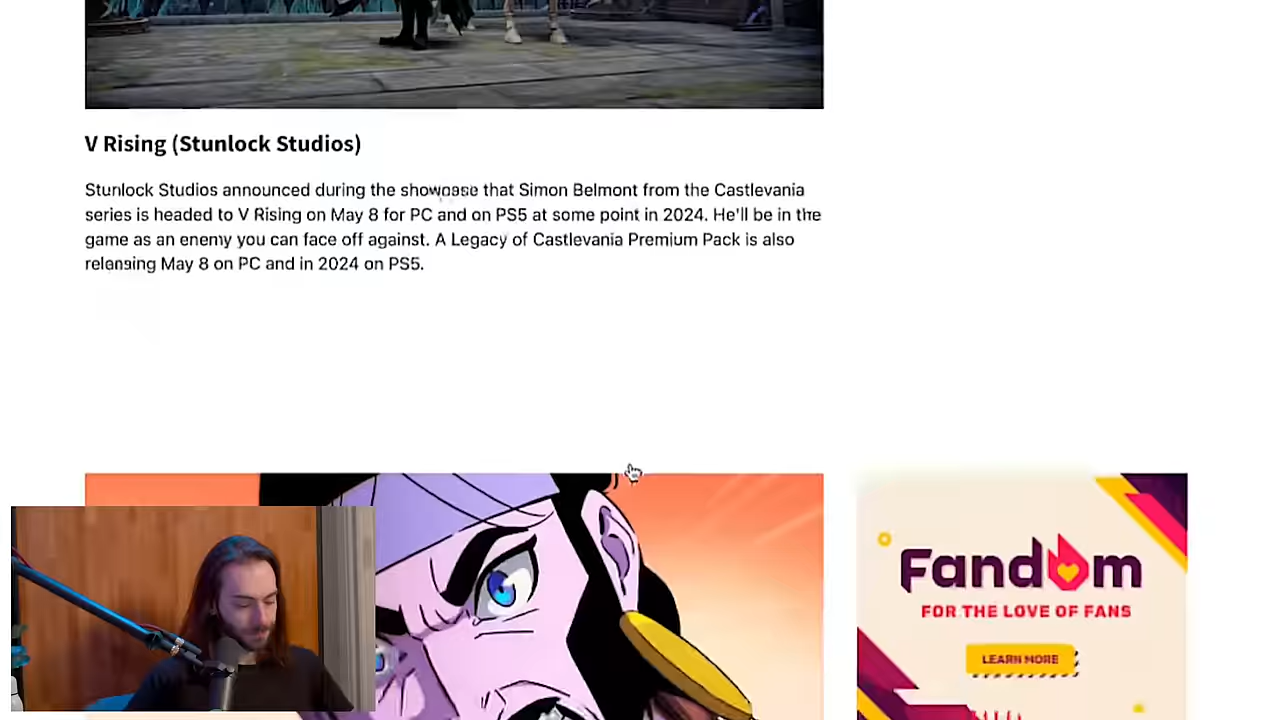 V Rising (Stunlock Studios)
Stunlock Studios announced during the showcase that Simon Belmont from the Castlevania
series is headed to V Rising on May 8 for PC and on PS5 at some point in 2024. He'll be in the
game as an enemy you can face off against. A Legacy of Castlevania Premium Pack is also
releasing May 8 on PC and in 2024 on PS5.
Fandom
FOR THE LOVE OF FANS
LEARN MORE